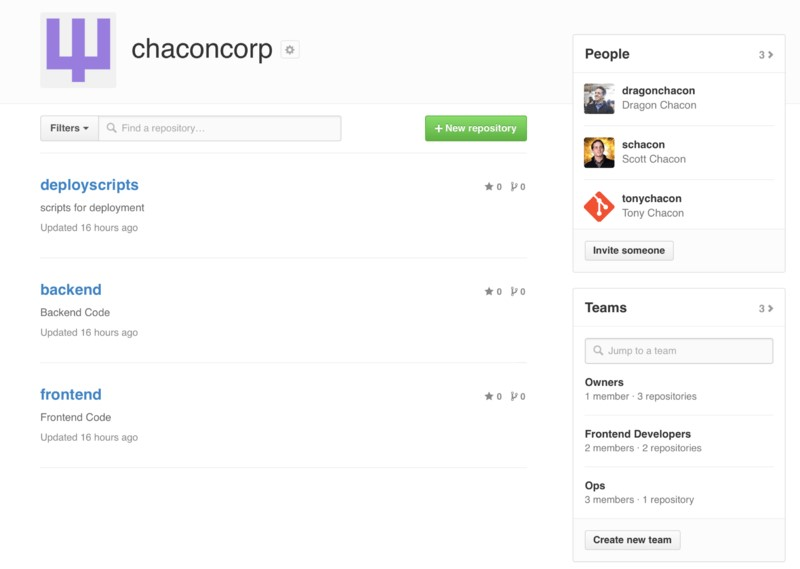 chaconcorp
Filters
Find a repository…
+ New repository
deployscripts
0 0
scripts for deployment
Updated 16 hours ago
backend
0 0
Backend Code
Updated 16 hours ago
frontend
0 0
Frontend Code
Updated 16 hours ago
People 3
dragonchacon
Dragon Chacon
schacon
Scott Chacon
tonychacon
Tony Chacon
Invite someone
Teams 3
Jump to a team
Owners
1 member · 3 repositories
Frontend Developers
2 members · 2 repositories
Ops
3 members · 1 repository
Create new team